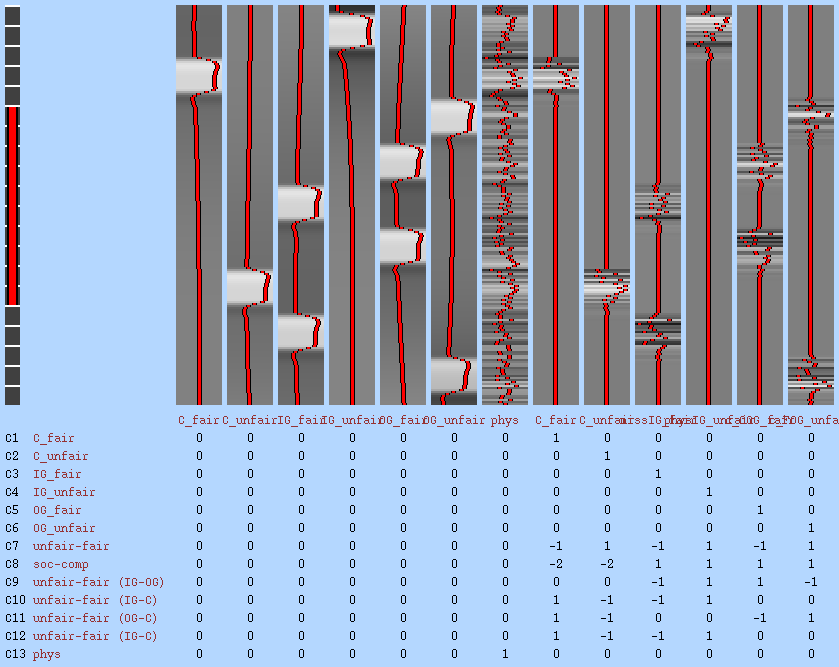 C_fair C_unfair IG_fair IG_unfair OG_fair OG_unfair phys C_fair
C1 C_fair 0 0 0 0 0 0 0 1 0 0 0 0 0
C2 C_unfair 0 0 0 0 0 0 0 0 1 0 0 0 0
C3 IG_fair 0 0 0 0 0 0 0 0 0 1 0 0 0
C4 IG_unfair 0 0 0 0 0 0 0 0 0 0 1 0 0
C5 OG_fair 0 0 0 0 0 0 0 0 0 0 0 1 0
C6 OG_unfair 0 0 0 0 0 0 0 0 0 0 0 0 1
C7 unfair-fair 0 0 0 0 0 0 0 -1 1 -1 1 -1 1
C8 soc-comp 0 0 0 0 0 0 0 -2 -2 1 1 1 1
C9 unfair-fair (IG-OG) 0 0 0 0 0 0 0 0 0 -1 1 1 -1
C10 unfair-fair (IG-C) 0 0 0 0 0 0 0 1 -1 -1 1 0 0
C11 unfair-fair (OG-C) 0 0 0 0 0 0 0 1 -1 0 0 -1 1
C12 unfair-fair (IG-C) 0 0 0 0 0 0 0 1 -1 -1 1 0 0
C13 phys 0 0 0 0 0 0 1 0 0 0 0 0 0